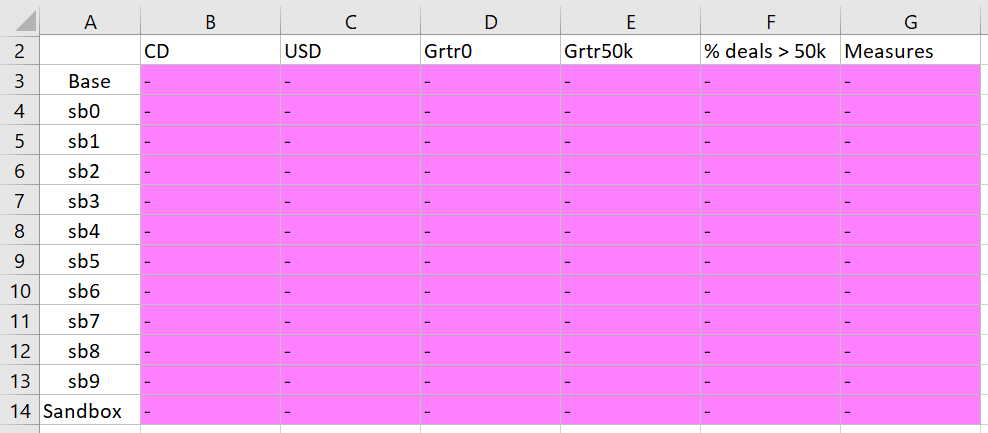 A B C D E F G
2 CD USD Grtr0 Grtr50k % deals > 50k Measures
3 Base - - - - - -
4 sb0 - - - - - -
5 sb1 - - - - - -
6 sb2 - - - - - -
7 sb3 - - - - - -
8 sb4 - - - - - -
9 sb5 - - - - - -
10 sb6 - - - - - -
11 sb7 - - - - - -
12 sb8 - - - - - -
13 sb9 - - - - - -
14 Sandbox - - - - - -